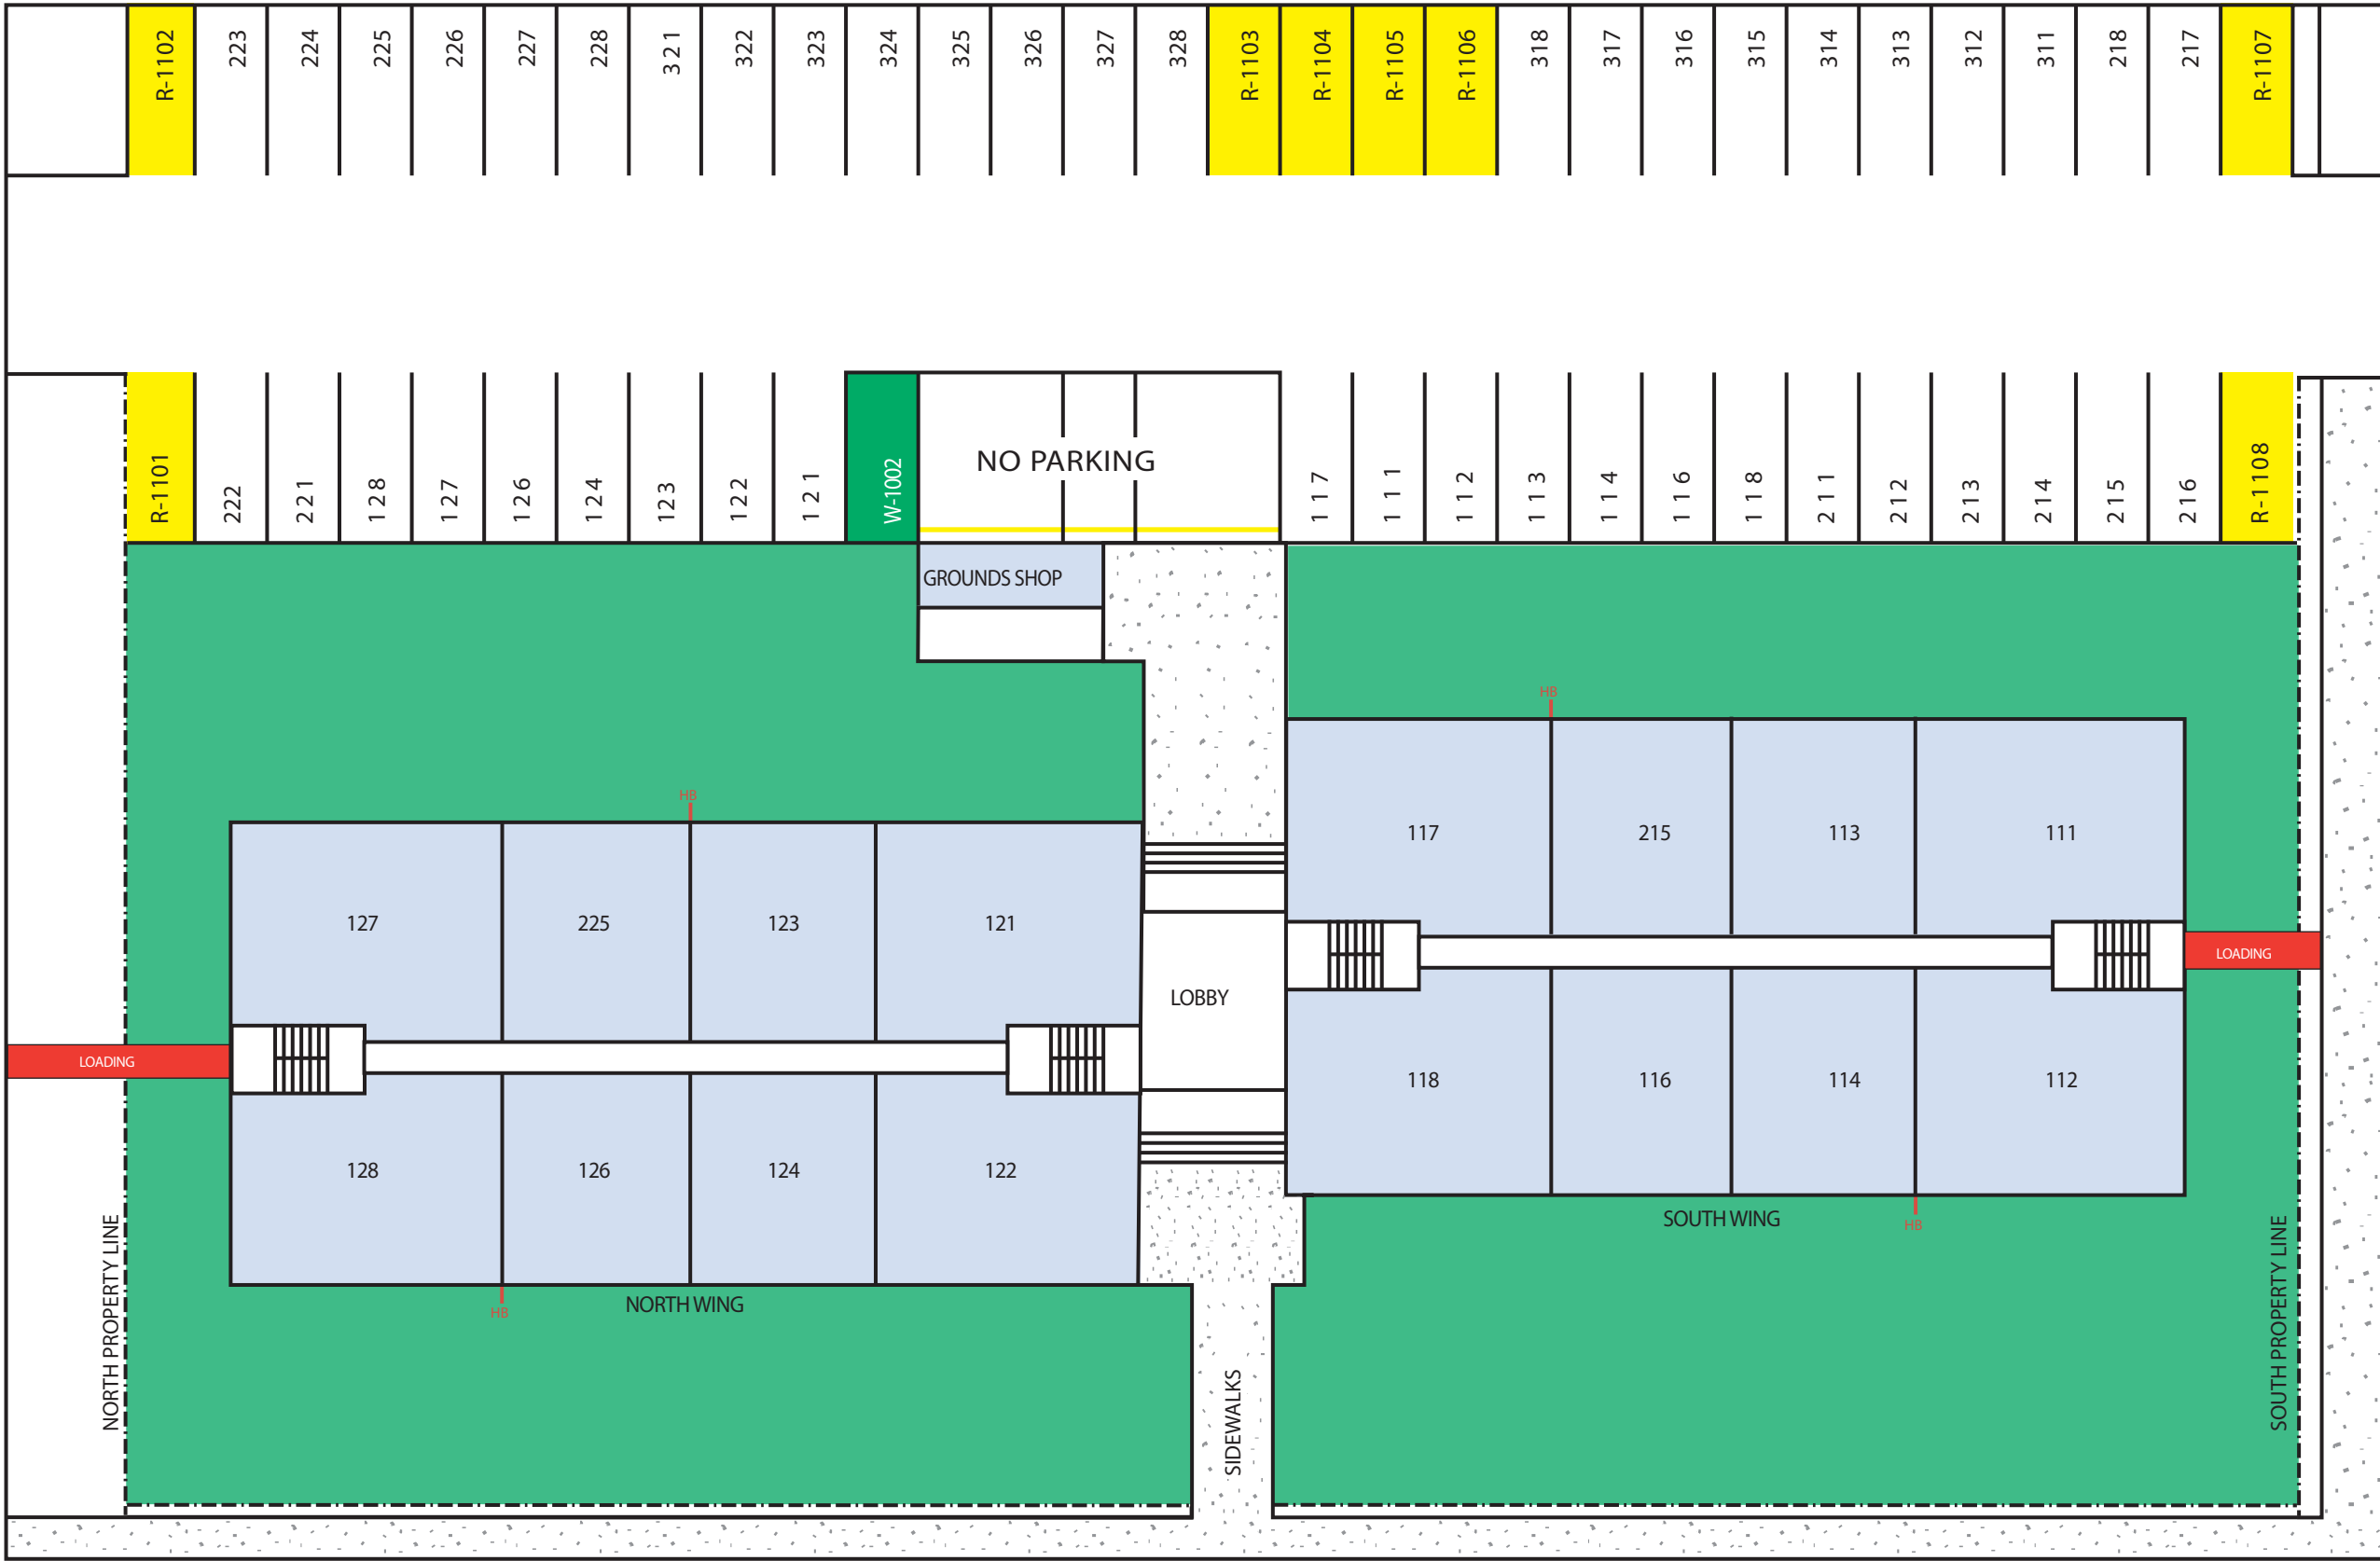 R-1102
223
224
225
226
227
228
321
322
323
324
325
326
327
328
R-1103
R-1104
R-1105
R-1106
318
317
316
315
314
313
312
311
218
217
R-1107
R-1101
222
221
128
127
126
124
123
122
121
W-1002
NO PARKING
117
111
112
113
114
116
118
211
212
213
214
215
216
R-1108
GROUNDS SHOP
HB
HB
117
215
113
111
127
225
123
121
LOADING
LOBBY
LOADING
118
116
114
112
128
126
124
122
SOUTH WING
HB
NORTH WING
HB
NORTH PROPERTY LINE
SIDEWALKS
SOUTH PROPERTY LINE